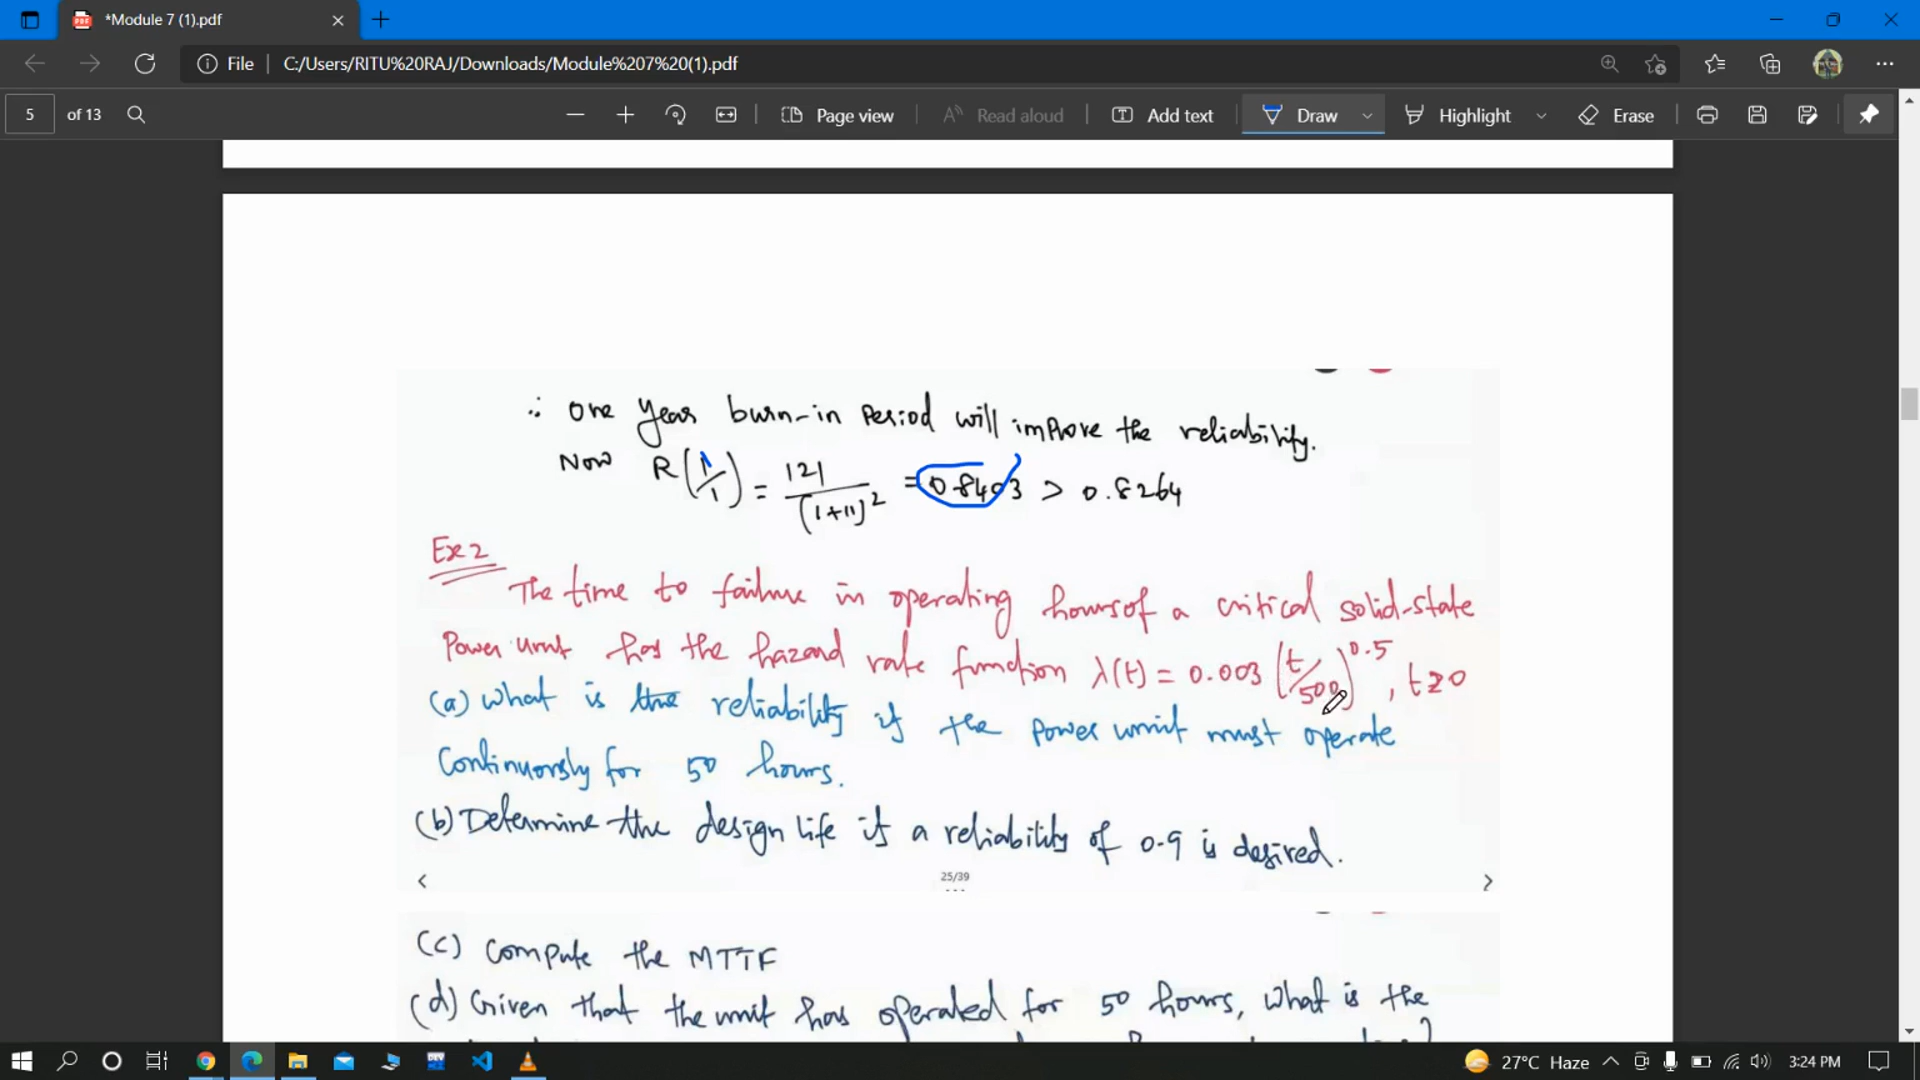 *Module 7 (1).pdf
File
C:/Users/RITU%20RAJ/Downloads/Module%207%20(1).pdf
5 of 13
Page view
Read aloud
Add text
Draw
Highlight
Erase
∴ One year burn-in period will improve the reliability.
Now R(1/1) = 121/(1+11)² = 0.8403 > 0.8264
Ex 2
The time to failure in operating hours of a critical solid-state
Power unit has the hazard rate function λ(t) = 0.003 (t/500)^0.5, t≥0
(a) What is the reliability if the power unit must operate
Continuously for 50 hours.
(b) Determine the design life if a reliability of 0.9 is desired.
25/39
(c) Compute the MTTF
(d) Given that the unit has operated for 50 hours, what is the
27°C Haze
3:24 PM